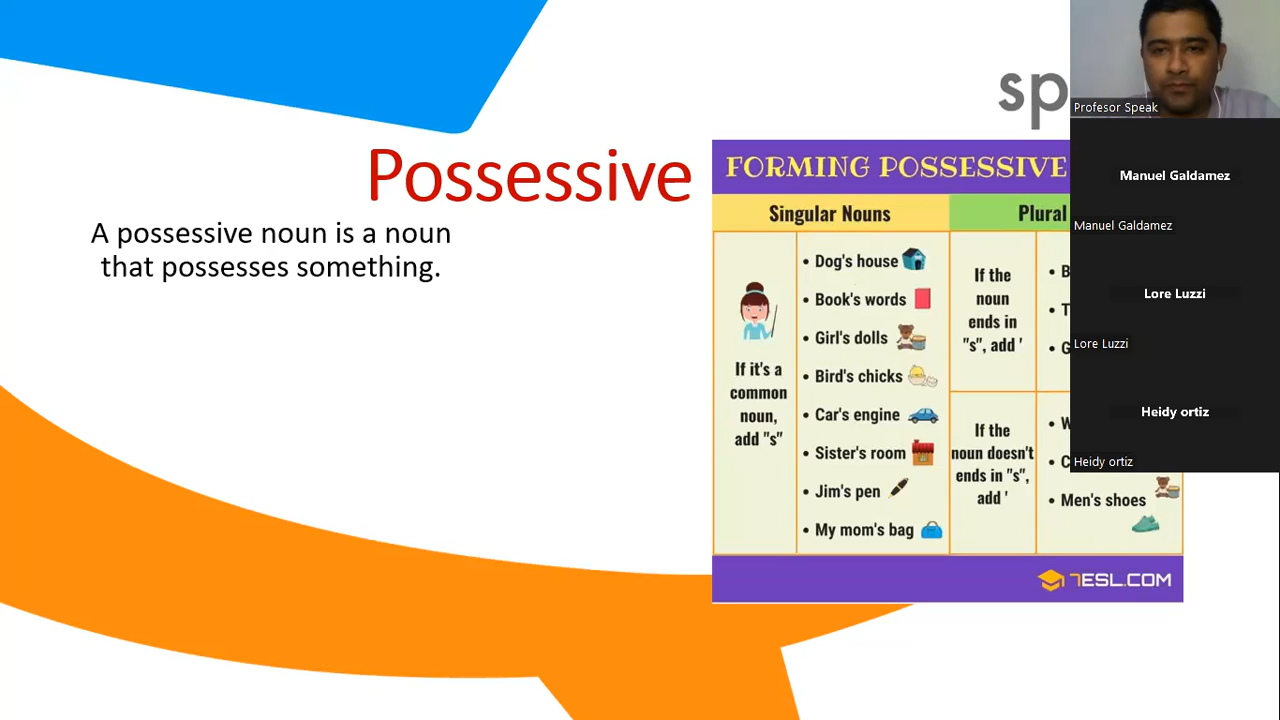 sp
Possessive
A possessive noun is a noun
that possesses something.
FORMING POSSESSIVE
Singular Nouns
Plural
If it's a
common
noun,
add "s"
• Dog's house
• Book's words
• Girl's dolls
• Bird's chicks
• Car's engine
• Sister's room
• Jim's pen
• My mom's bag
If the
noun
ends in
"s", add '
• B
• T
• G
If the
noun doesn't
ends in "s",
add '
• W
• C
• Men's shoes
7ESL.COM
Profesor Speak
Manuel Galdamez
Manuel Galdamez
Lore Luzzi
Lore Luzzi
Heidy ortiz
Heidy ortiz